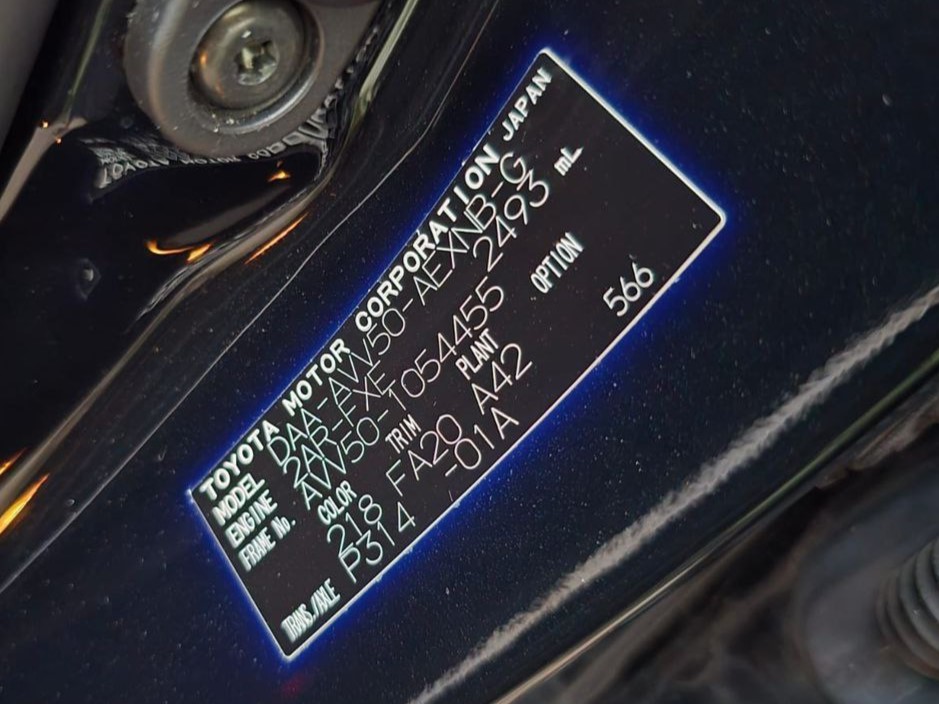 TOYOTA MOTOR CORPORATION JAPAN
MODEL DAA-AVV50-AEXNB-G
ENGINE 2AR-FXE 2493 mL
FRAME No. AVV50-1054455
COLOR TRIM PLANT OPTION
218 FA20 A42 566
TRANS./AXLE P314 -01A